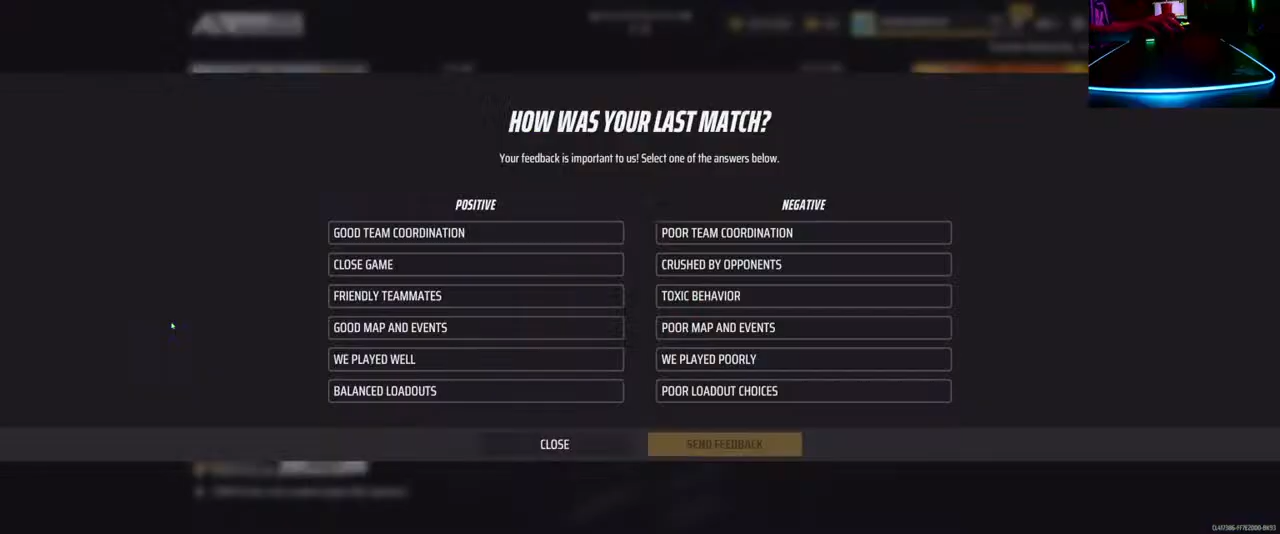 HOW WAS YOUR LAST MATCH?
Your feedback is important to us! Select one of the answers below.
POSITIVE
NEGATIVE
GOOD TEAM COORDINATION
POOR TEAM COORDINATION
CLOSE GAME
CRUSHED BY OPPONENTS
FRIENDLY TEAMMATES
TOXIC BEHAVIOR
GOOD MAP AND EVENTS
POOR MAP AND EVENTS
WE PLAYED WELL
WE PLAYED POORLY
BALANCED LOADOUTS
POOR LOADOUT CHOICES
CLOSE
SEND FEEDBACK